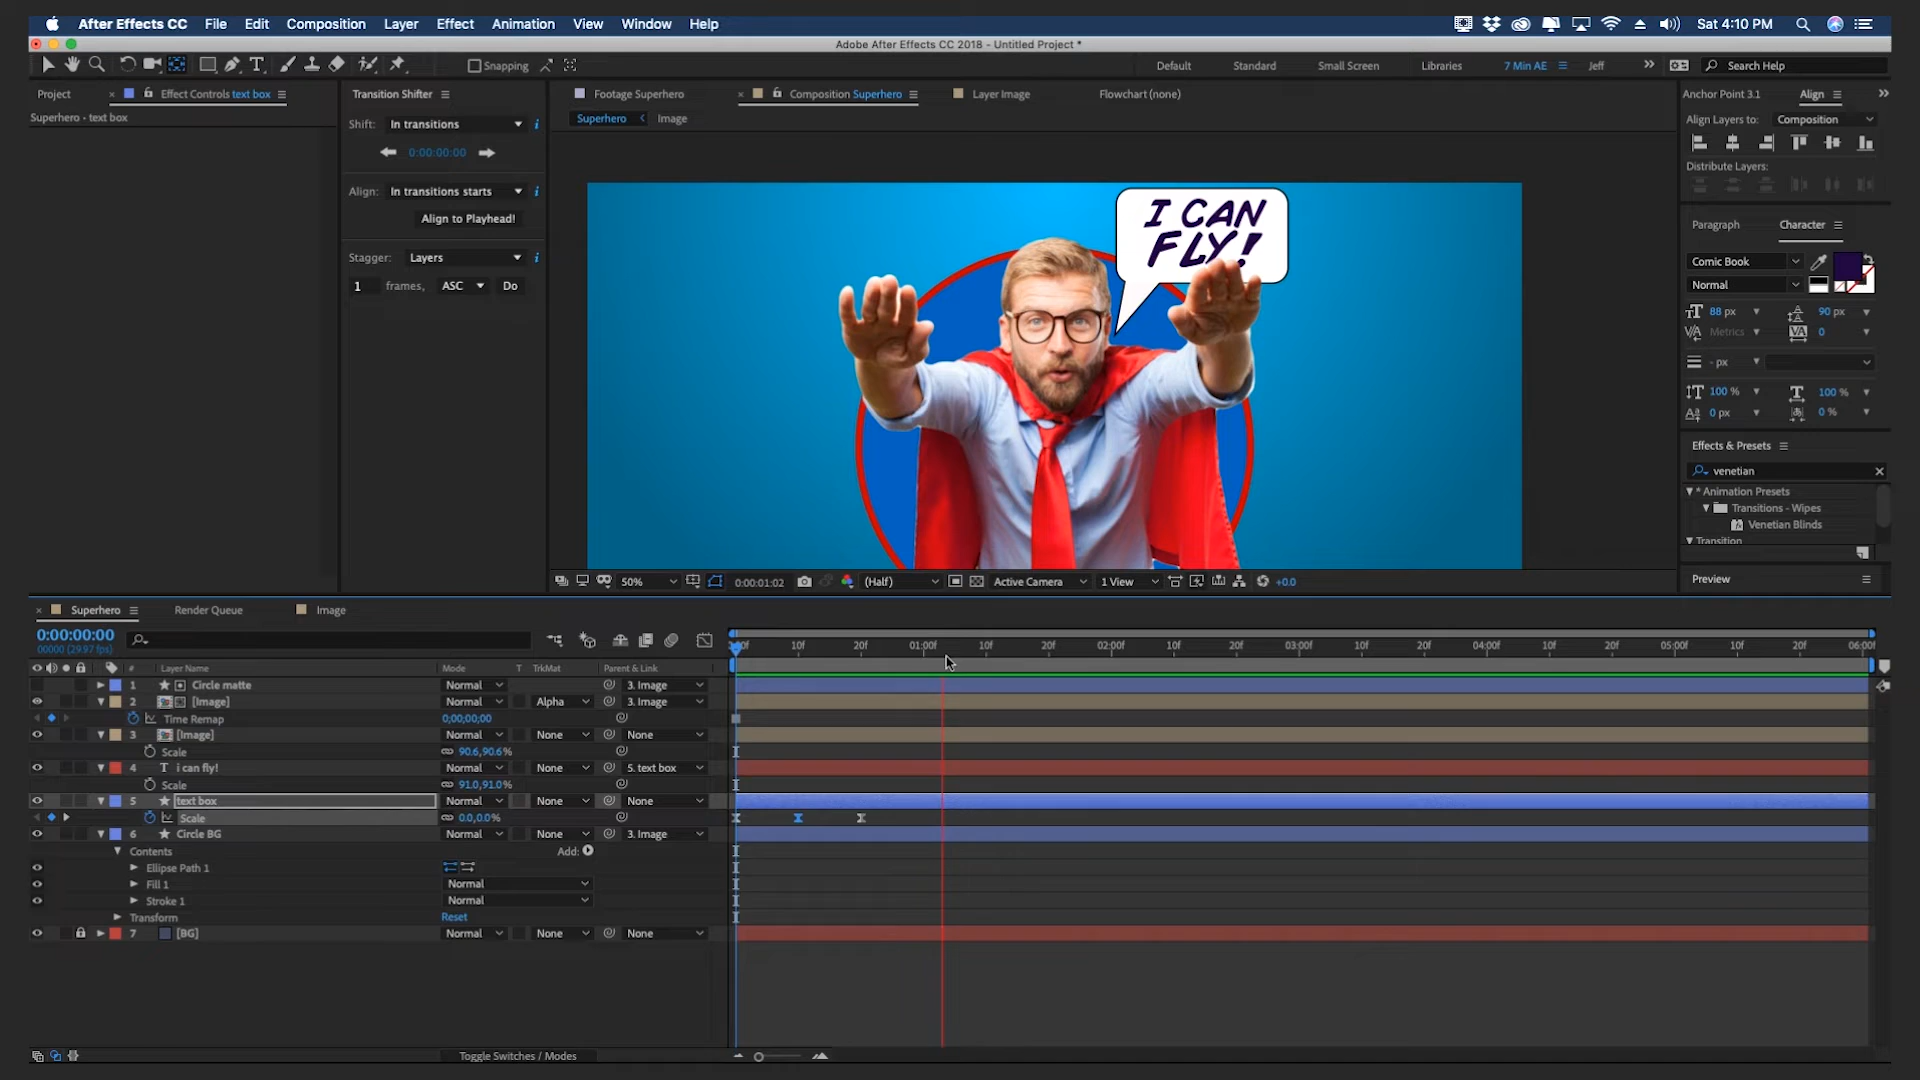 After Effects CC File Edit Composition Layer Effect Animation View Window Help Sat 4:10 PM
Adobe After Effects CC 2018 - Untitled Project *
Snapping Default Standard Small Screen Libraries 7 Min AE Jeff Search Help
Project Effect Controls text box Transition Shifter Footage Superhero Composition Superhero Layer Image Flowchart (none) Anchor Point 3.1 Align
Superhero - text box
Shift: In transitions
Superhero Image
Align Layers to: Composition
0:00:00:00
Distribute Layers:
Align: In transitions starts
Align to Playhead!
I CAN
FLY!
Paragraph Character
Stagger: Layers
Comic Book
1 frames, ASC Do
Normal
88 px 90 px
Metrics 0
- px
100 % 100 %
0 px 0 %
Effects & Presets
venetian
* Animation Presets
Transitions - Wipes
Venetian Blinds
Transition
50% 0:00:01:02 (Half) Active Camera 1 View +0.0
Preview
Superhero Render Queue Image
0:00:00:00
00000 (29.97 fps)
:00f 10f 20f 01:00f 10f 20f 02:00f 10f 20f 03:00f 10f 20f 04:00f 10f 20f 05:00f 10f 20f 06:00f
# Layer Name Mode T TrkMat Parent & Link
1 Circle matte Normal 3. Image
2 [Image] Normal Alpha 3. Image
Time Remap 0;00;00;00
3 [Image] Normal None None
Scale 90.6,90.6%
4 T i can fly! Normal None 5. text box
Scale 91.0,91.0%
5 text box Normal None None
Scale 0.0,0.0%
6 Circle BG Normal None 3. Image
Contents Add:
Ellipse Path 1
Fill 1 Normal
Stroke 1 Normal
Transform Reset
7 [BG] Normal None None
Toggle Switches / Modes